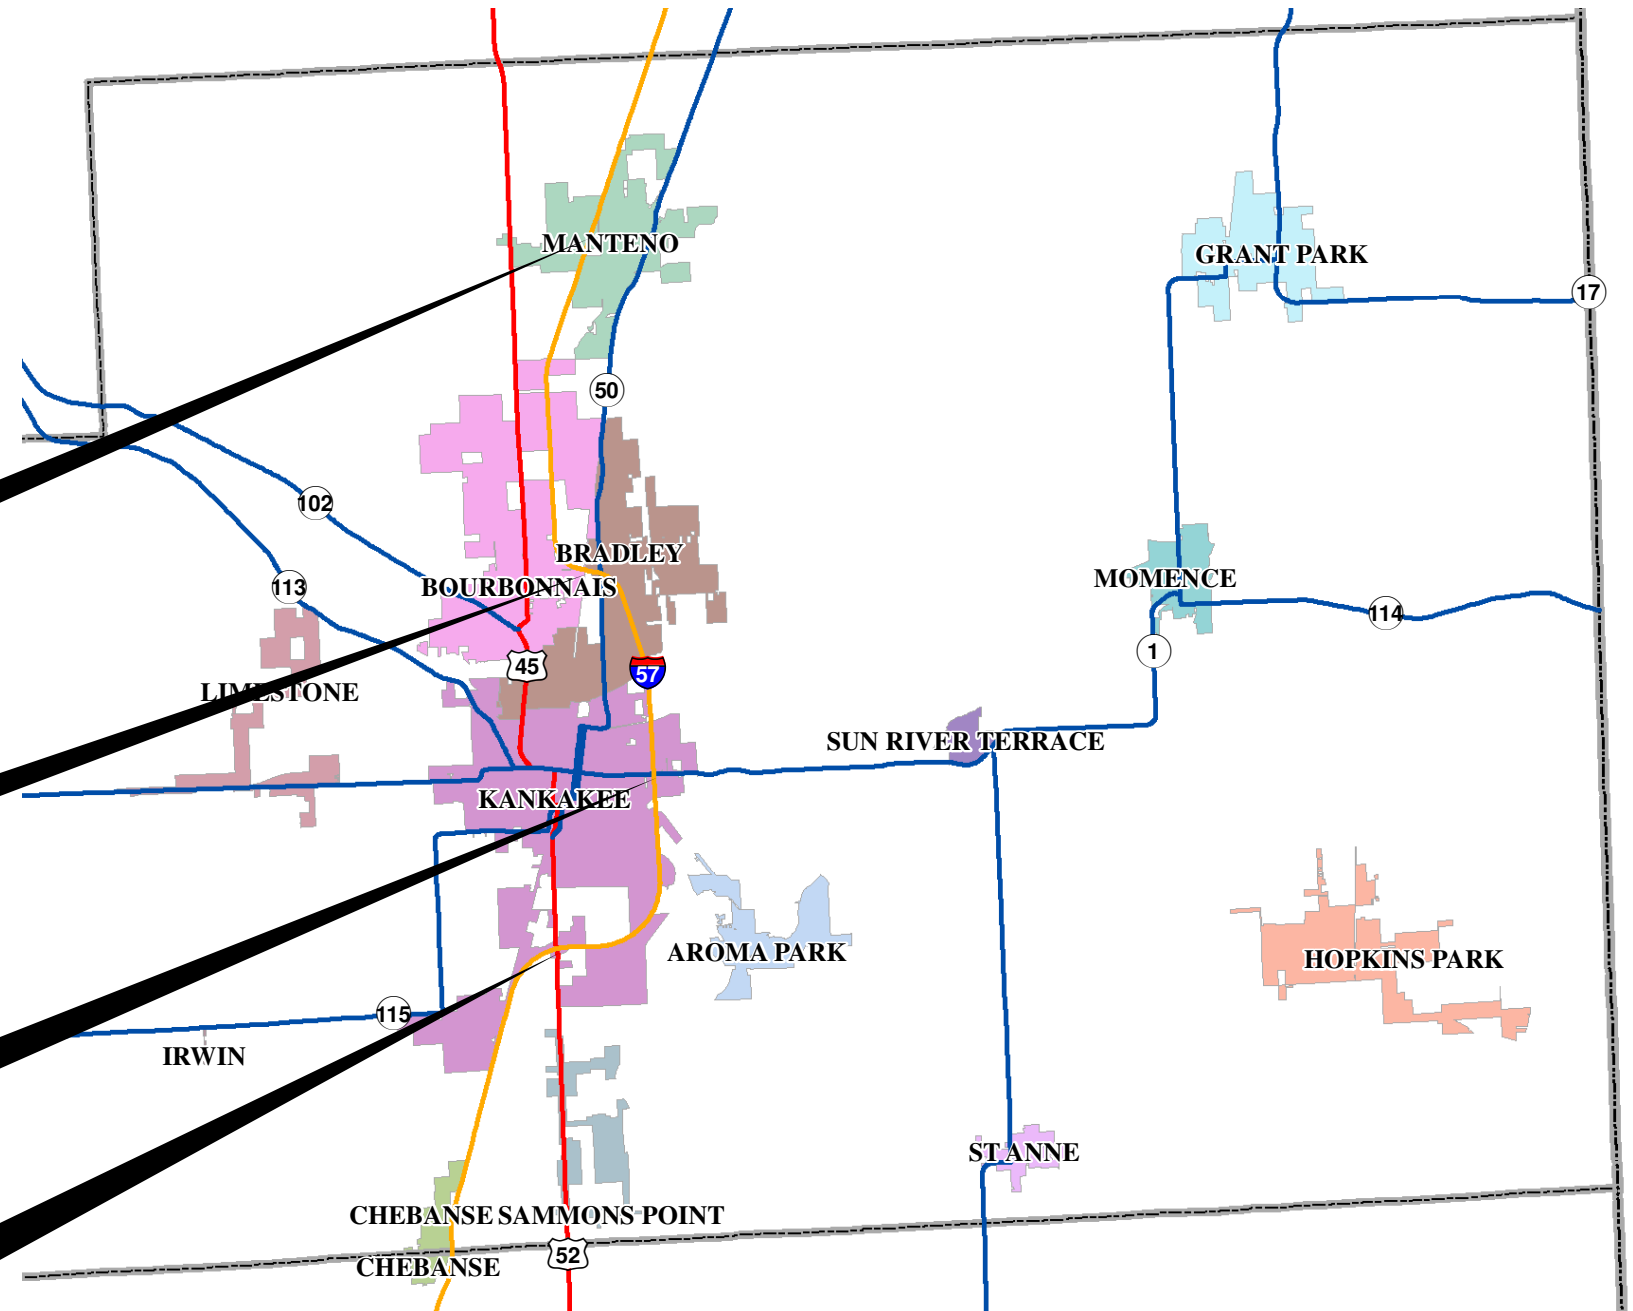 MANTENO
GRANT PARK
17
50
102
BRADLEY
113
BOURBONNAIS
MOMENCE
114
1
45
57
LIMESTONE
SUN RIVER TERRACE
KANKAKEE
AROMA PARK
HOPKINS PARK
115
IRWIN
ST ANNE
CHEBANSE SAMMONS POINT
52
CHEBANSE